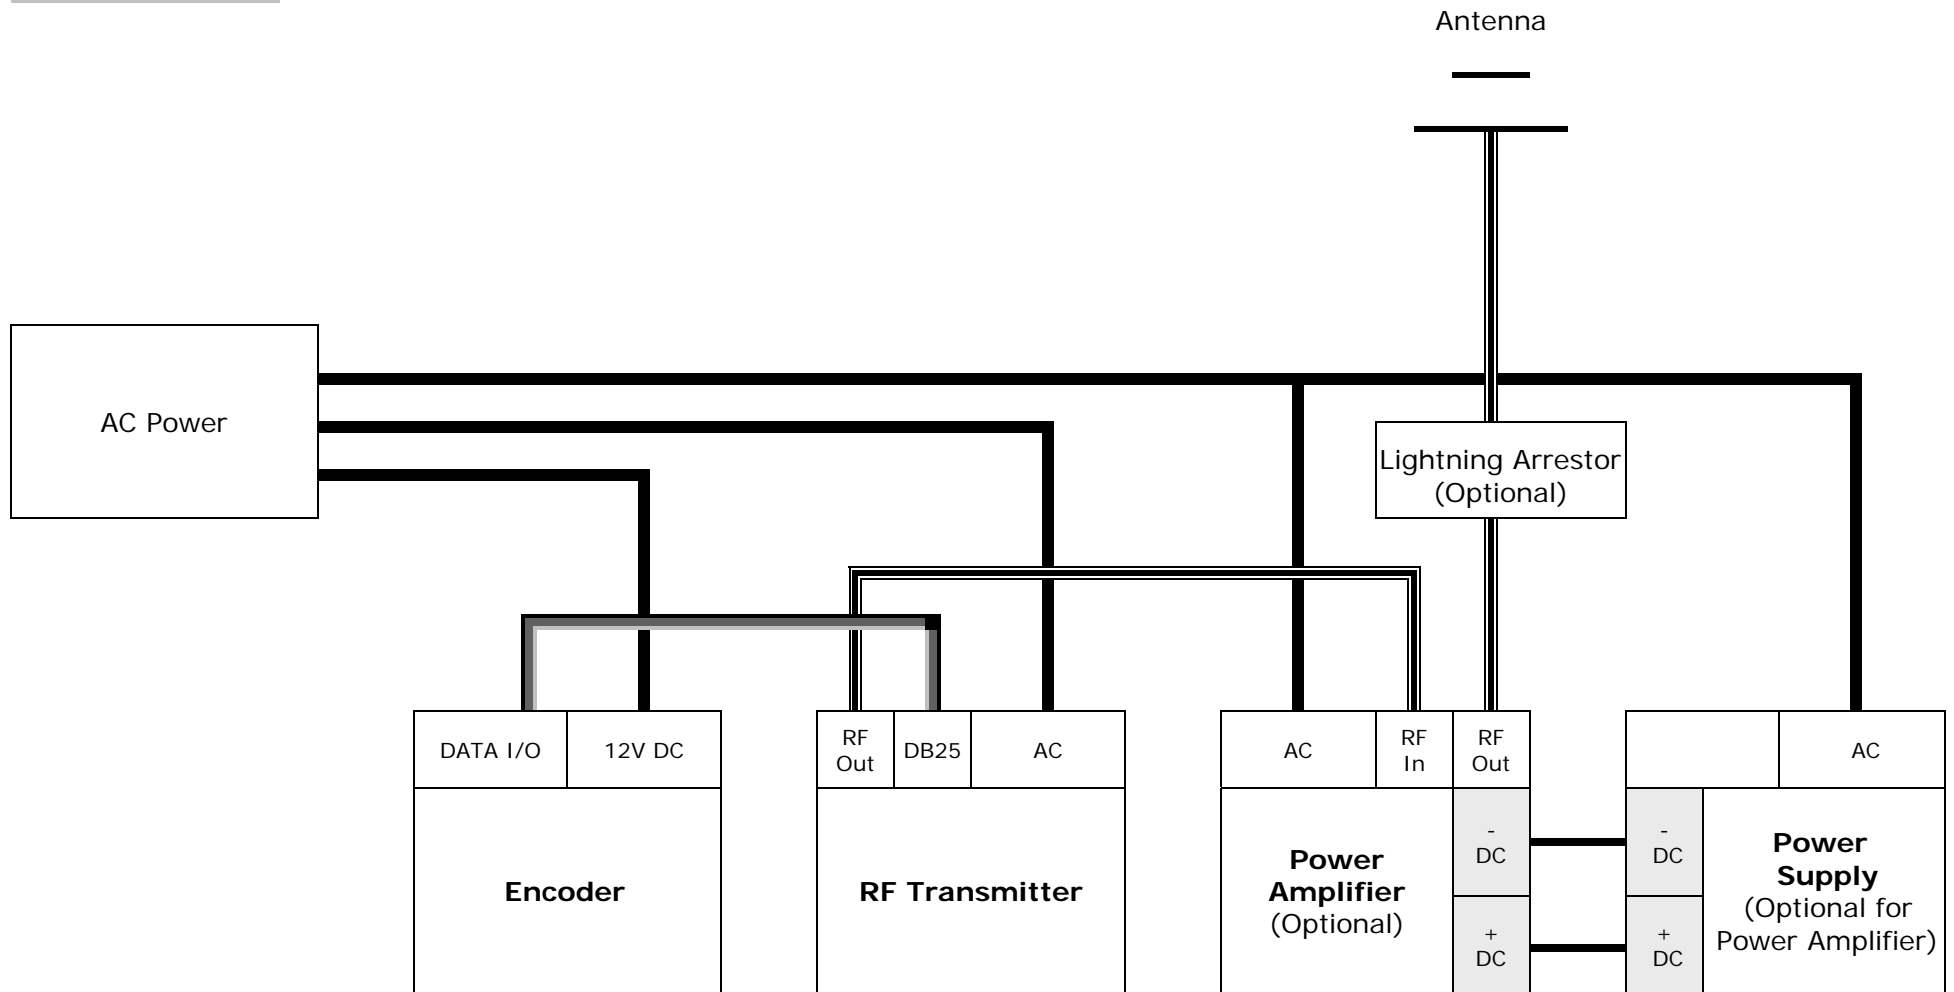 Antenna
AC Power
Lightning Arrestor
(Optional)
DATA I/O
12V DC
Encoder
RF
Out
DB25
AC
RF Transmitter
AC
RF
In
RF
Out
Power
Amplifier
(Optional)
-
DC
+
DC
AC
-
DC
+
DC
Power
Supply
(Optional for
Power Amplifier)